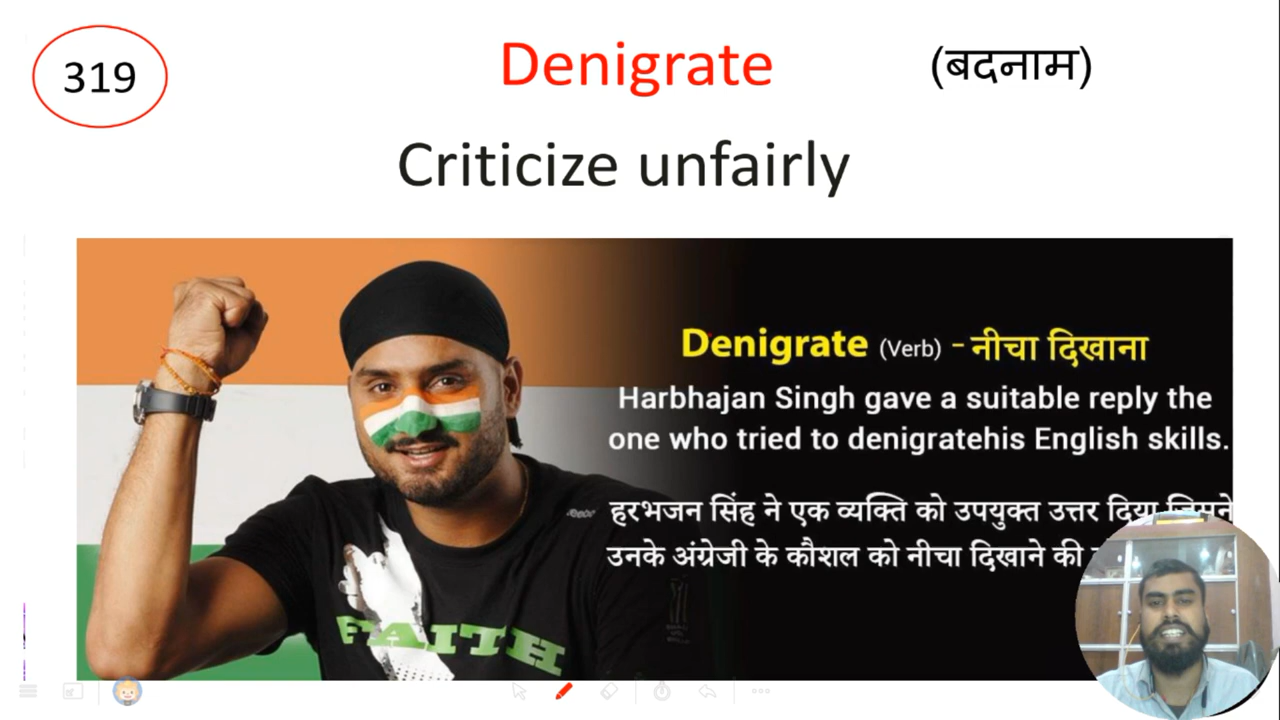 319
Denigrate (बदनाम)
Criticize unfairly
Denigrate (Verb) - नीचा दिखाना
Harbhajan Singh gave a suitable reply the
one who tried to denigratehis English skills.
हरभजन सिंह ने एक व्यक्ति को उपयुक्त उत्तर दिया जिसने
उनके अंग्रेजी के कौशल को नीचा दिखाने की
FAITH